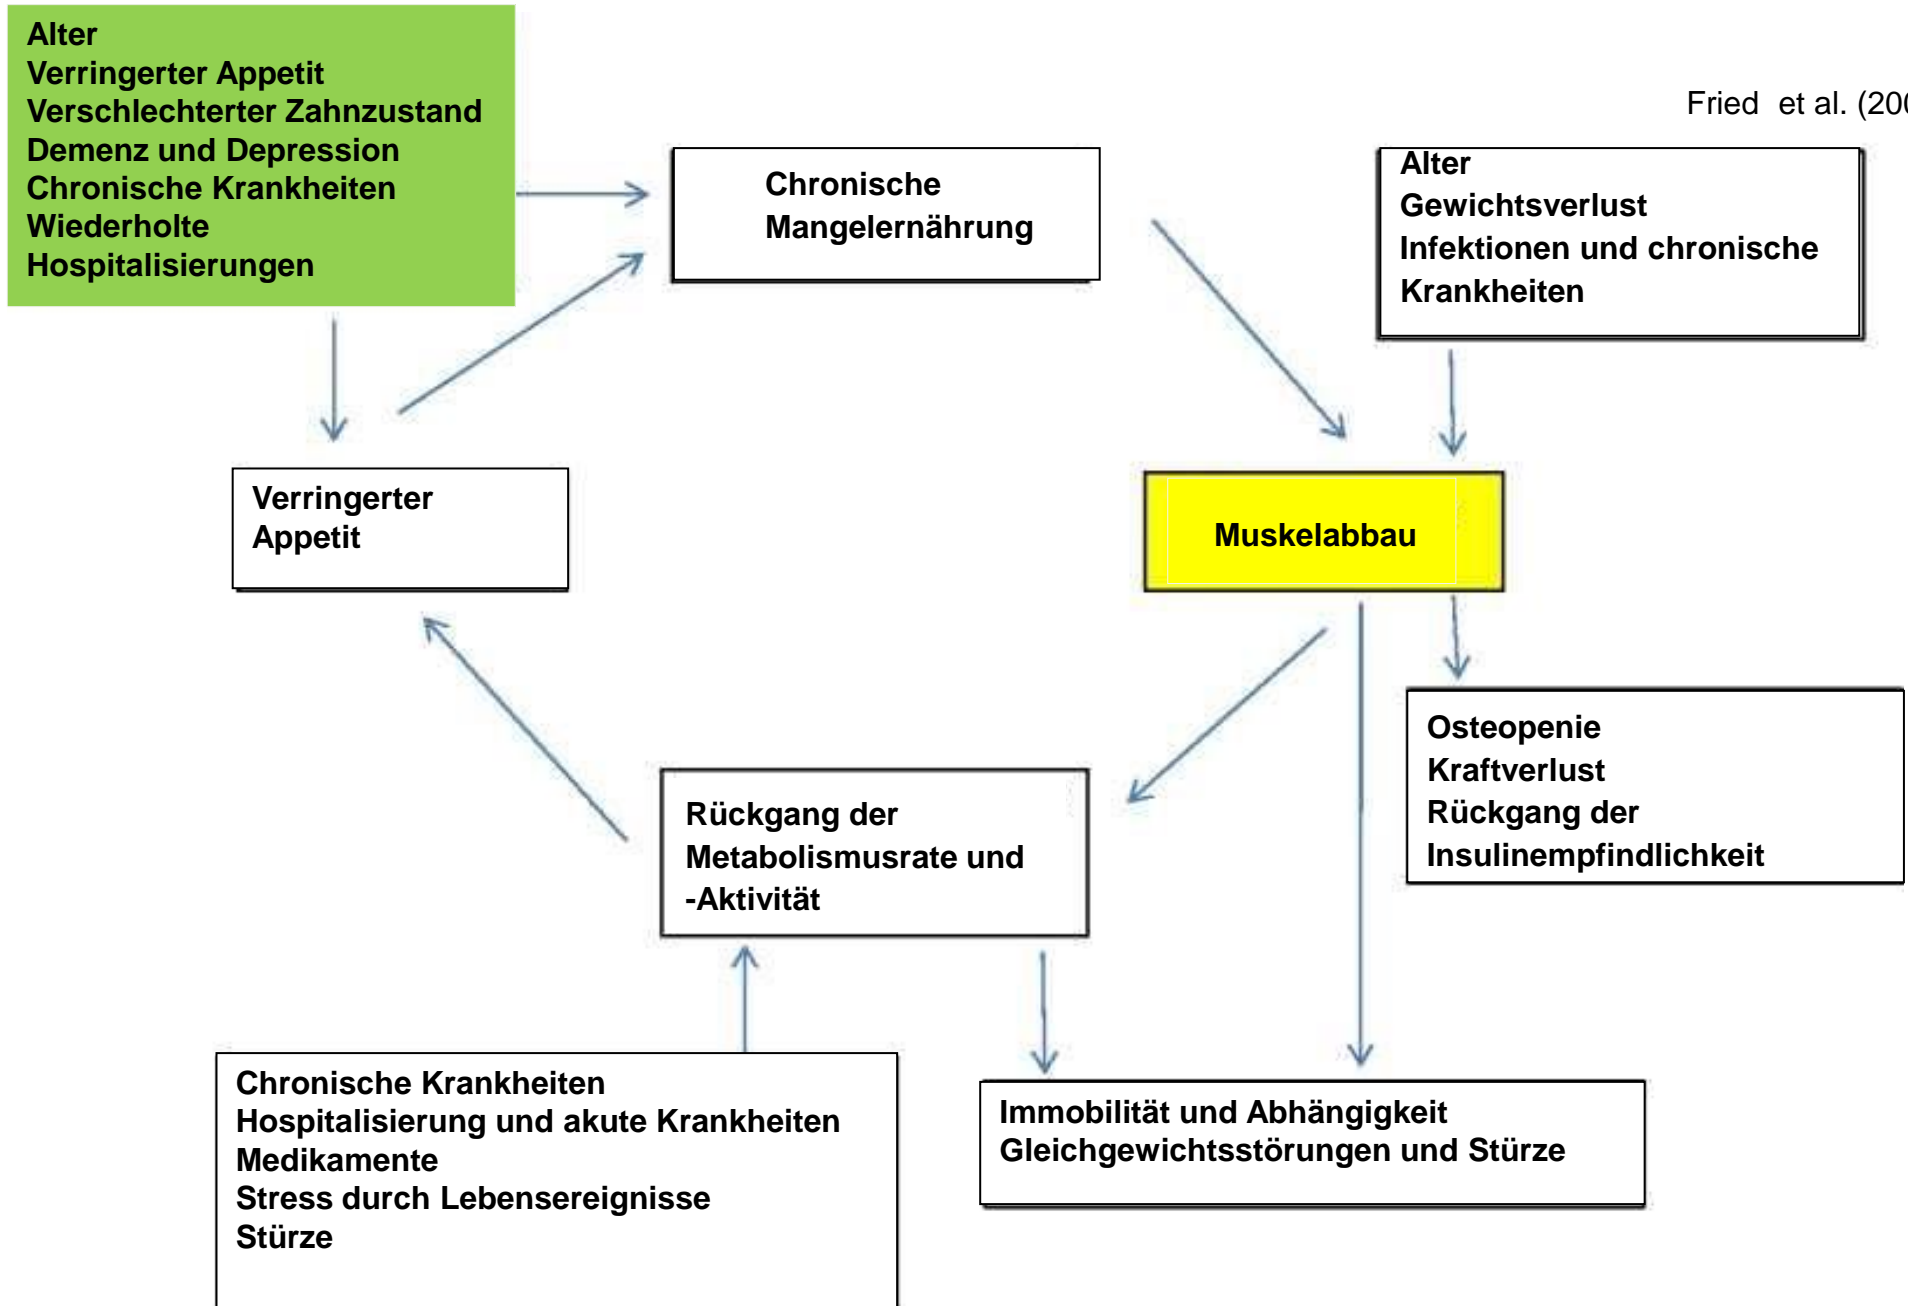 Alter
Verringerter Appetit
Verschlechterter Zahnzustand
Demenz und Depression
Chronische Krankheiten
Wiederholte
Hospitalisierungen
Fried et al. (200
Chronische
Mangelernährung
Alter
Gewichtsverlust
Infektionen und chronische
Krankheiten
Verringerter
Appetit
Muskelabbau
Osteopenie
Kraftverlust
Rückgang der
Insulinempfindlichkeit
Rückgang der
Metabolismusrate und
-Aktivität
Chronische Krankheiten
Hospitalisierung und akute Krankheiten
Medikamente
Stress durch Lebensereignisse
Stürze
Immobilität und Abhängigkeit
Gleichgewichtsstörungen und Stürze